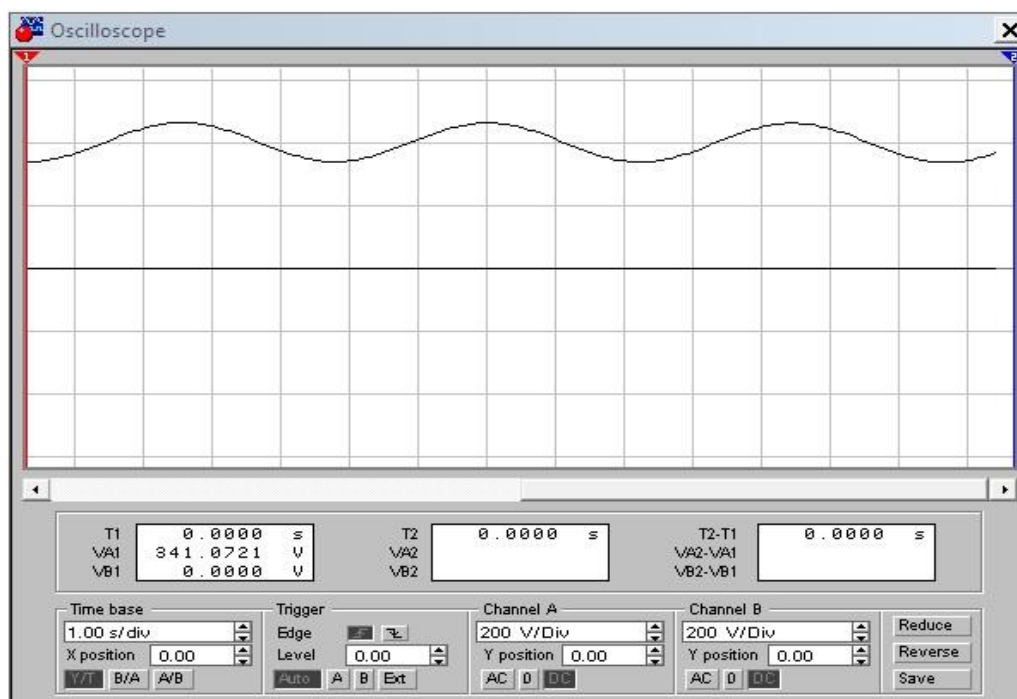 Oscilloscope
1 2
T1 0.0000 s T2 0.0000 s T2-T1 0.0000 s
VA1 341.0721 V VA2 VA2-VA1
VB1 0.0000 V VB2 VB2-VB1
Time base Trigger Channel A Channel B
1.00 s/div Edge 200 V/Div 200 V/Div Reduce
X position 0.00 Level 0.00 Y position 0.00 Y position 0.00 Reverse
Y/T B/A A/B Auto A B Ext AC 0 DC AC 0 DC Save